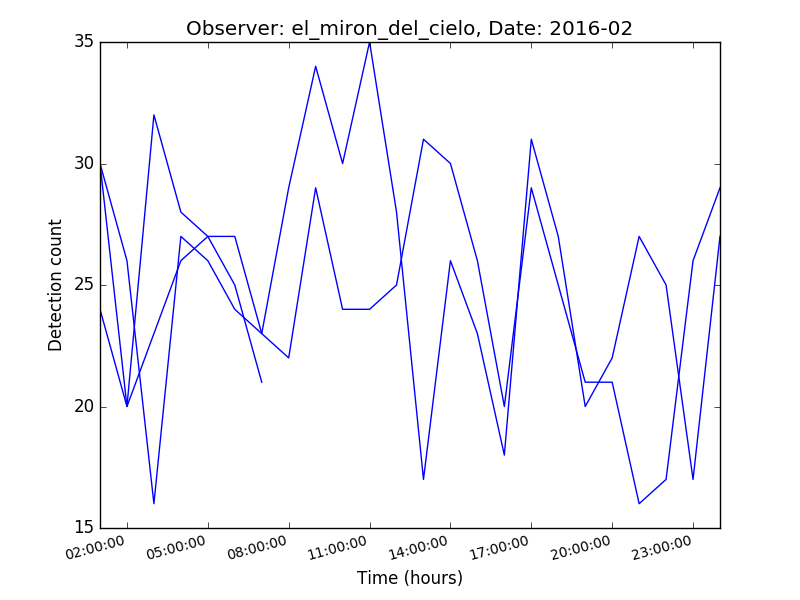 Observer: el_miron_del_cielo, Date: 2016-02
35
30
25
20
15
Detection count
02:00:00 05:00:00 08:00:00 11:00:00 14:00:00 17:00:00 20:00:00 23:00:00
Time (hours)